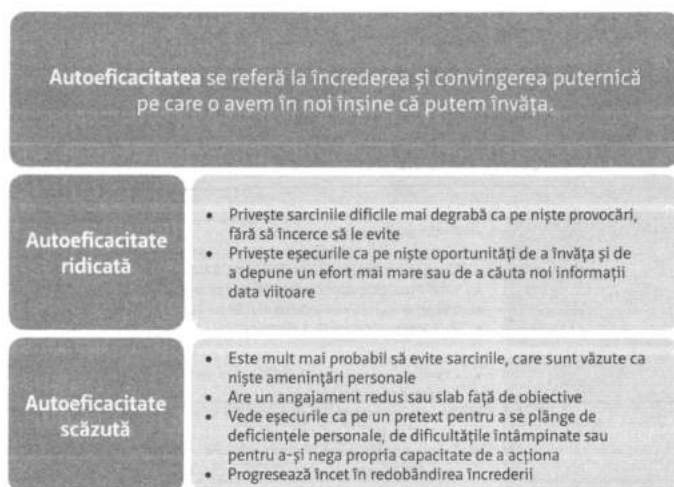 Autoeficacitatea se referă la încrederea și convingerea puternică
pe care o avem în noi înșine că putem învăța.
Autoeficacitate
ridicată
• Privește sarcinile dificile mai degrabă ca pe niște provocări,
fără să încerce să le evite
• Privește eșecurile ca pe niște oportunități de a învăța și de
a depune un efort mai mare sau de a căuta noi informații
data viitoare
Autoeficacitate
scăzută
• Este mult mai probabil să evite sarcinile, care sunt văzute ca
niște amenințări personale
• Are un angajament redus sau slab față de obiective
• Vede eșecurile ca pe un pretext pentru a se plânge de
deficiențele personale, de dificultățile întâmpinate sau
pentru a-și nega propria capacitate de a acționa
• Progresează încet în redobândirea încrederii